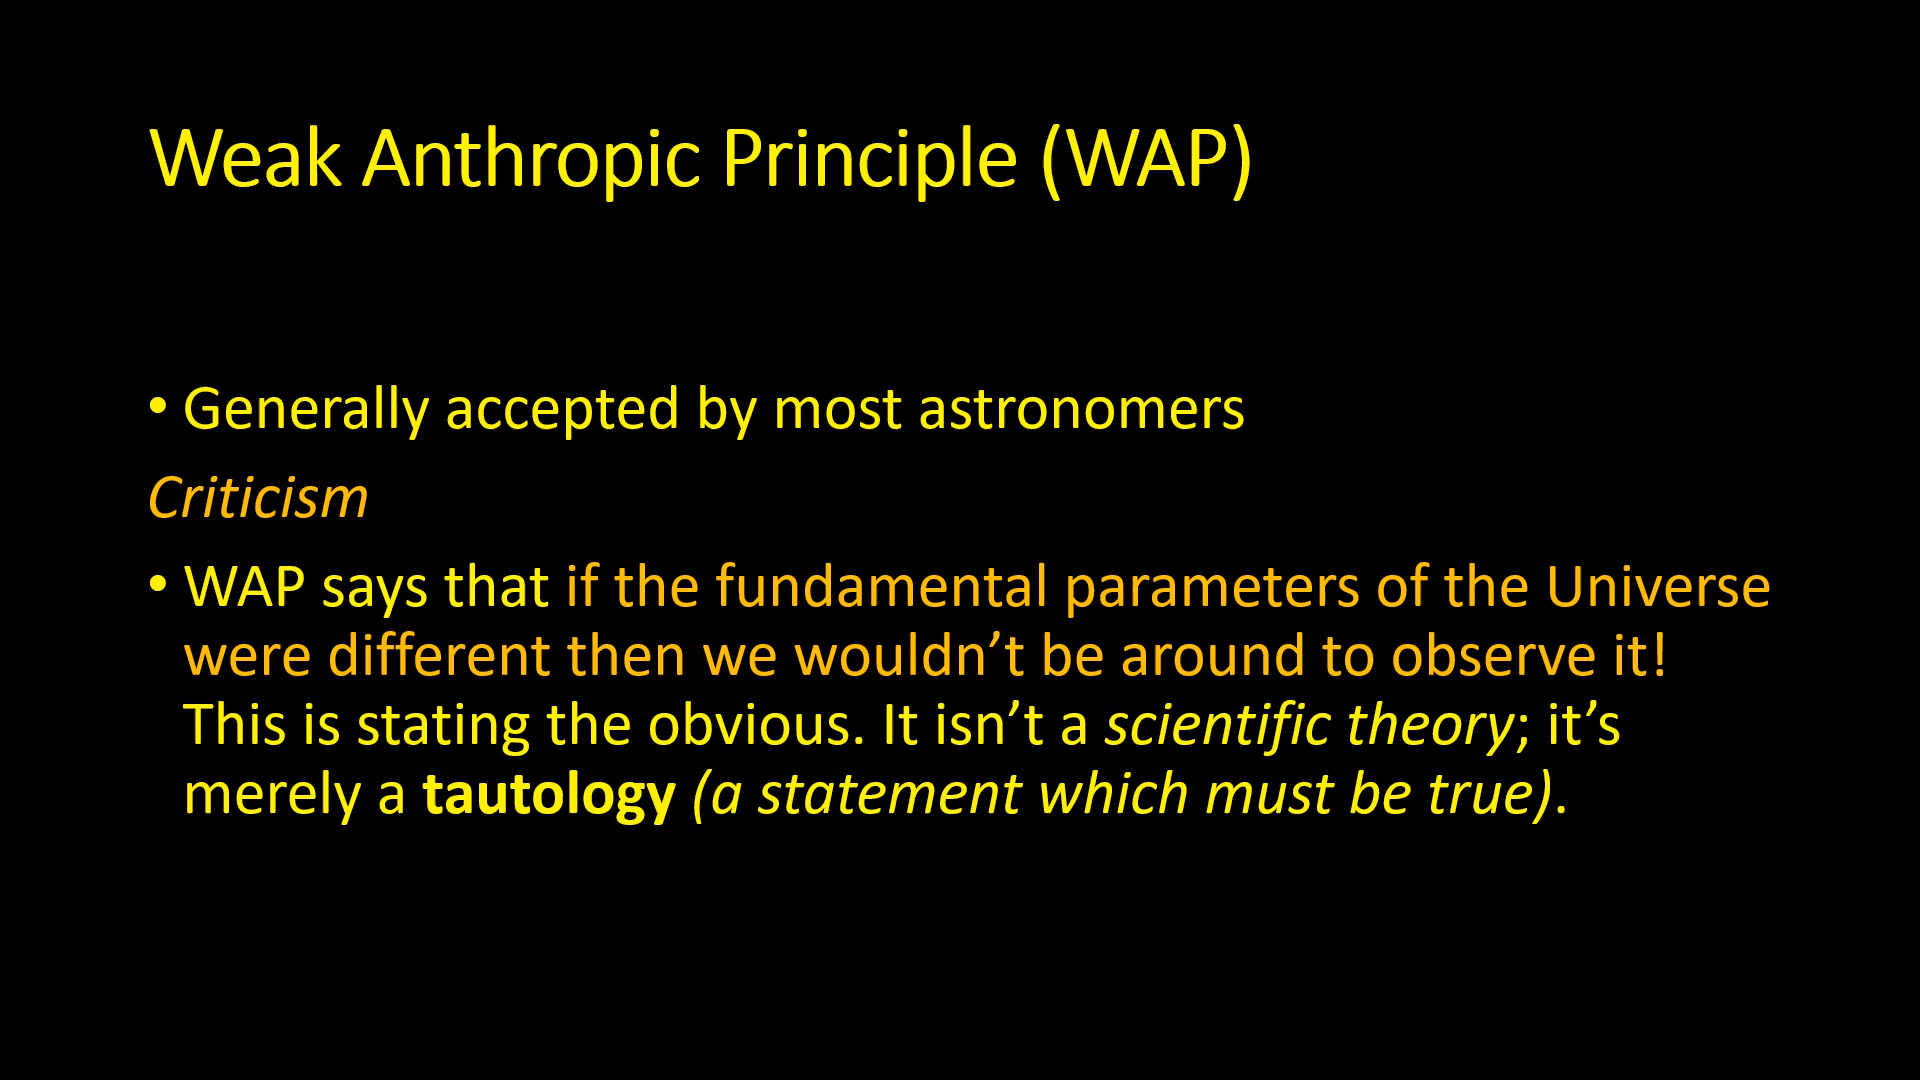 Weak Anthropic Principle (WAP)
• Generally accepted by most astronomers
Criticism
• WAP says that if the fundamental parameters of the Universe
were different then we wouldn’t be around to observe it!
This is stating the obvious. It isn’t a scientific theory; it’s
merely a tautology (a statement which must be true).